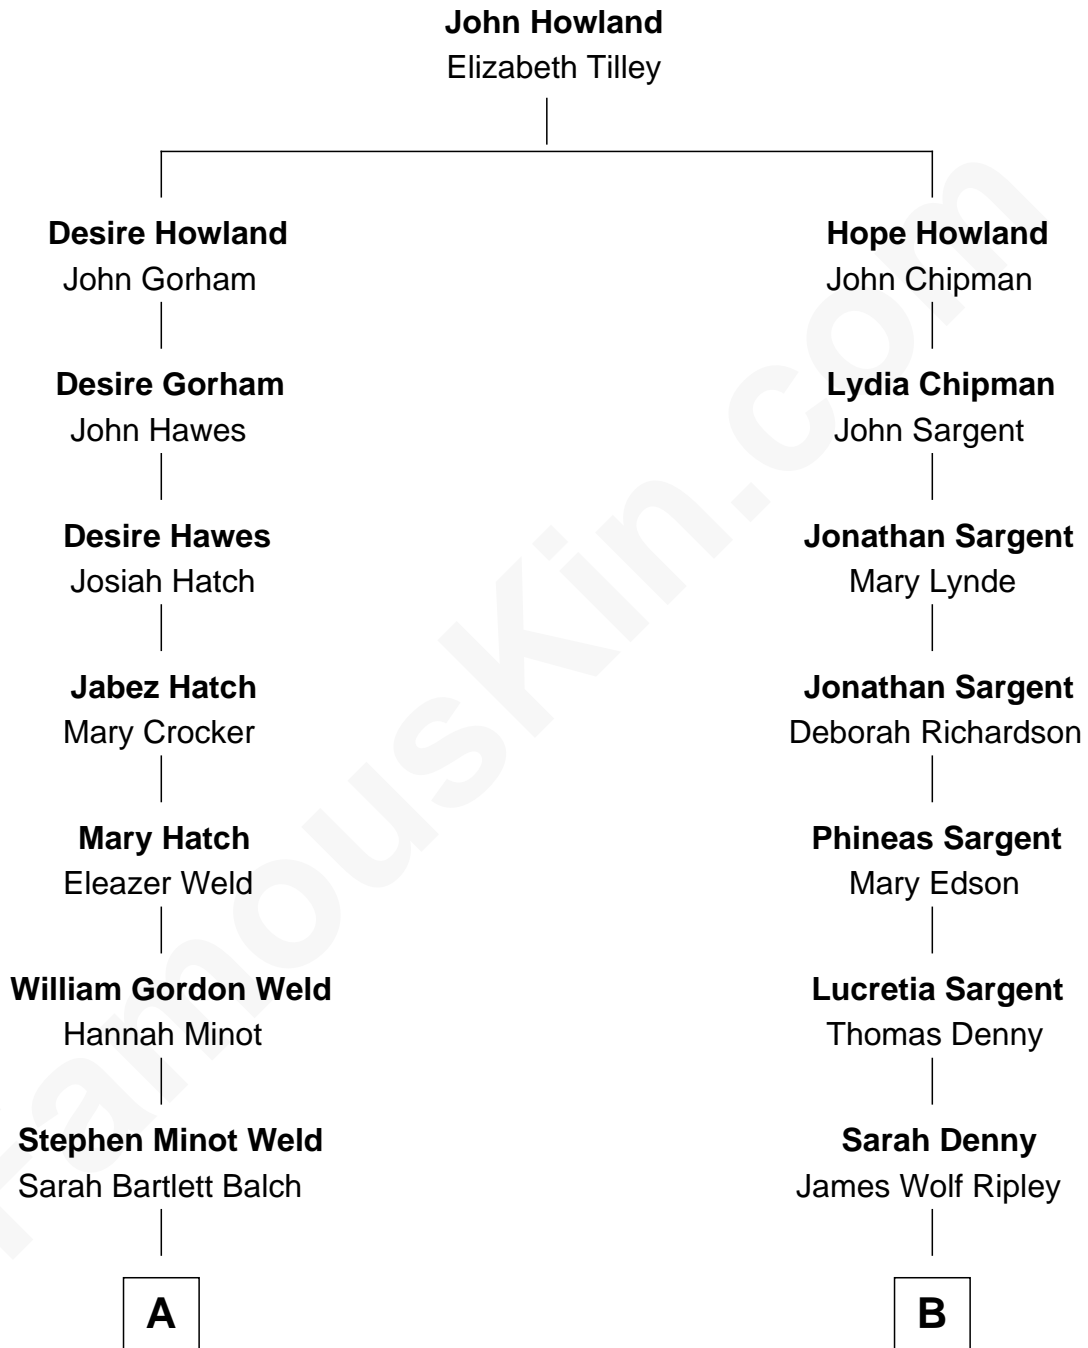 John Howland
Elizabeth Tilley
Desire Howland
John Gorham
Hope Howland
John Chipman
Desire Gorham
John Hawes
Lydia Chipman
John Sargent
Desire Hawes
Josiah Hatch
Jonathan Sargent
Mary Lynde
Jabez Hatch
Mary Crocker
Jonathan Sargent
Deborah Richardson
Mary Hatch
Eleazer Weld
Phineas Sargent
Mary Edson
William Gordon Weld
Hannah Minot
Lucretia Sargent
Thomas Denny
Stephen Minot Weld
Sarah Bartlett Balch
Sarah Denny
James Wolf Ripley
A
B
FamousKin.com